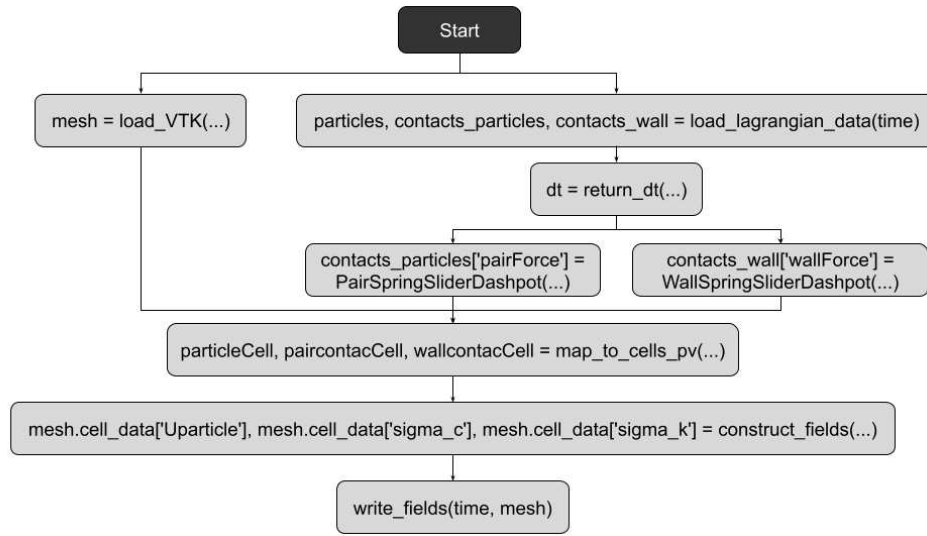 Start
mesh = load_VTK(...)
particles, contacts_particles, contacts_wall = load_lagrangian_data(time)
dt = return_dt(...)
contacts_particles['pairForce'] =
PairSpringSliderDashpot(...)
contacts_wall['wallForce'] =
WallSpringSliderDashpot(...)
particleCell, paircontacCell, wallcontacCell = map_to_cells_pv(...)
mesh.cell_data['Uparticle'], mesh.cell_data['sigma_c'], mesh.cell_data['sigma_k'] = construct_fields(...)
write_fields(time, mesh)